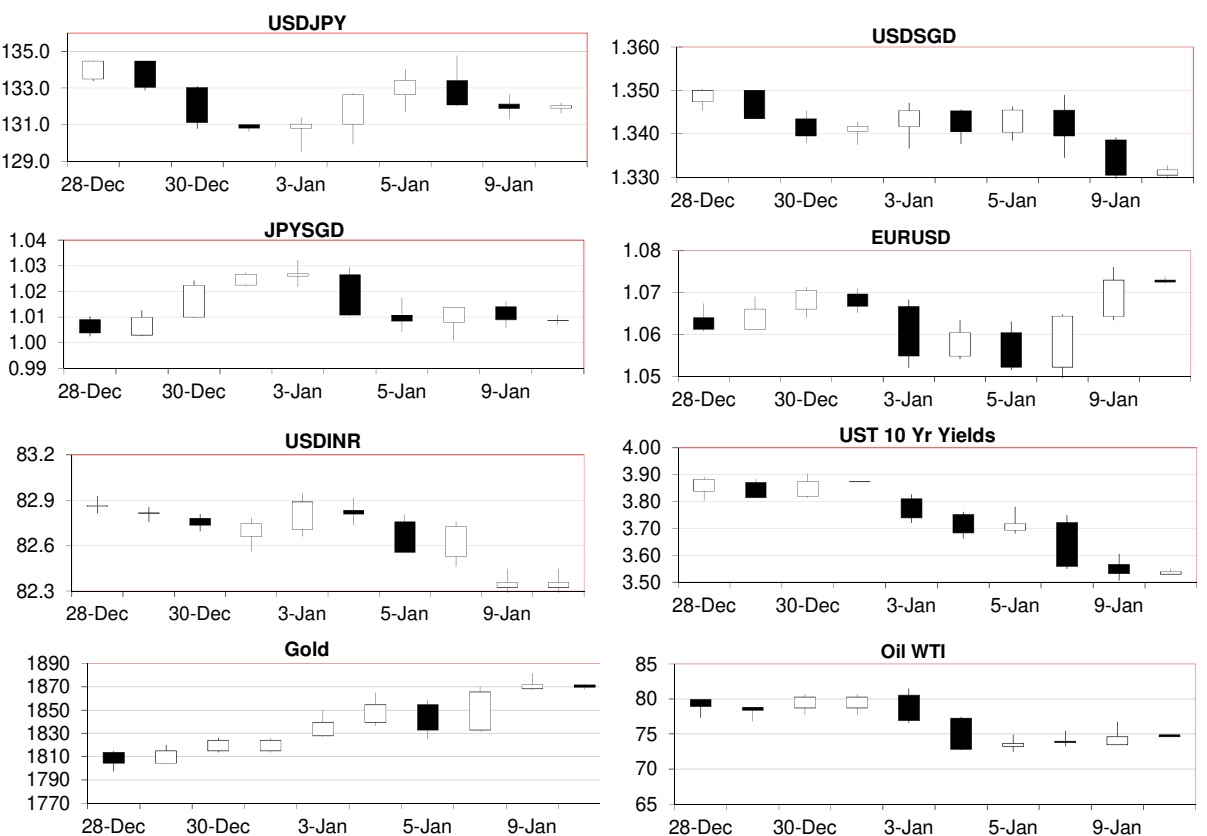 USDJPY
135.0
133.0
131.0
129.0
28-Dec 30-Dec 3-Jan 5-Jan 9-Jan
USDSGD
1.360
1.350
1.340
1.330
28-Dec 30-Dec 3-Jan 5-Jan 9-Jan
JPYSGD
1.04
1.03
1.02
1.01
1.00
0.99
28-Dec 30-Dec 3-Jan 5-Jan 9-Jan
EURUSD
1.08
1.07
1.06
1.05
28-Dec 30-Dec 3-Jan 5-Jan 9-Jan
USDINR
83.2
82.9
82.6
82.3
28-Dec 30-Dec 3-Jan 5-Jan 9-Jan
UST 10 Yr Yields
4.00
3.90
3.80
3.70
3.60
3.50
28-Dec 30-Dec 3-Jan 5-Jan 9-Jan
Gold
1890
1870
1850
1830
1810
1790
1770
28-Dec 30-Dec 3-Jan 5-Jan 9-Jan
Oil WTI
85
80
75
70
65
28-Dec 30-Dec 3-Jan 5-Jan 9-Jan